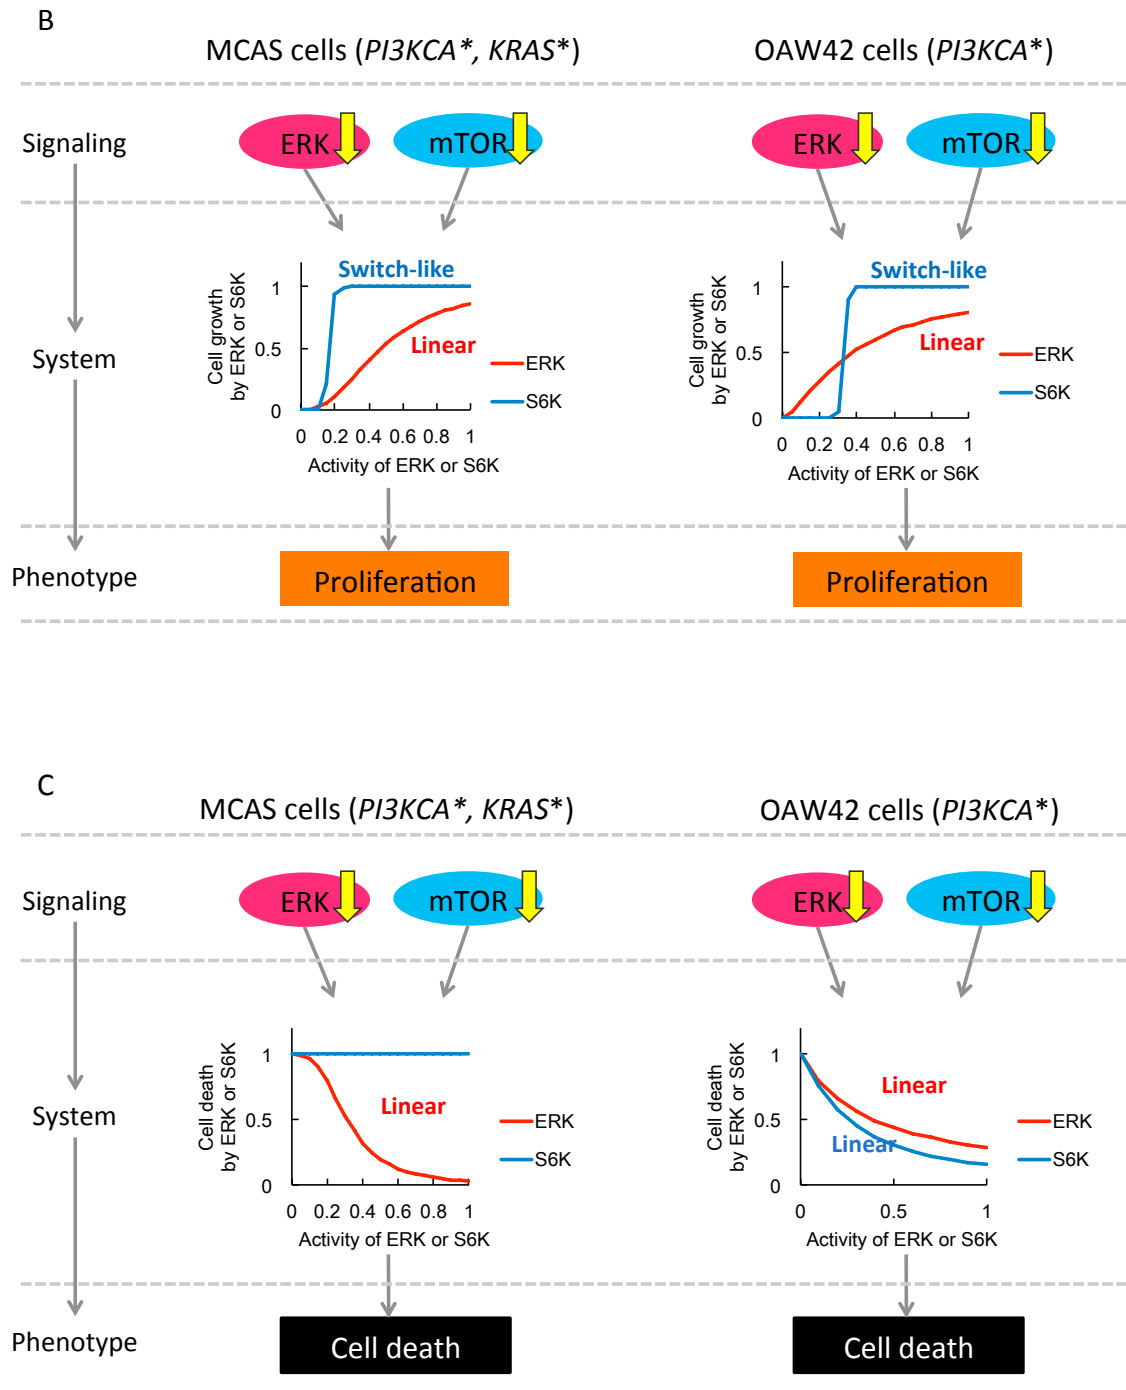 B
MCAS cells (PI3KCA*, KRAS*)
OAW42 cells (PI3KCA*)
Signaling
ERK
mTOR
ERK
mTOR
System
Cell growth
by ERK or S6K
1
0.5
0
Switch-like
Linear
ERK
S6K
0 0.2 0.4 0.6 0.8 1
Activity of ERK or S6K
Cell growth
by ERK or S6K
1
0.5
0
Switch-like
Linear
ERK
S6K
0 0.2 0.4 0.6 0.8 1
Activity of ERK or S6K
Phenotype
Proliferation
Proliferation
C
MCAS cells (PI3KCA*, KRAS*)
OAW42 cells (PI3KCA*)
Signaling
ERK
mTOR
ERK
mTOR
System
Cell death
by ERK or S6K
1
0.5
0
Linear
ERK
S6K
0 0.2 0.4 0.6 0.8 1
Activity of ERK or S6K
Cell death
by ERK or S6K
1
0.5
0
Linear
Linear
ERK
S6K
0 0.5 1
Activity of ERK or S6K
Phenotype
Cell death
Cell death